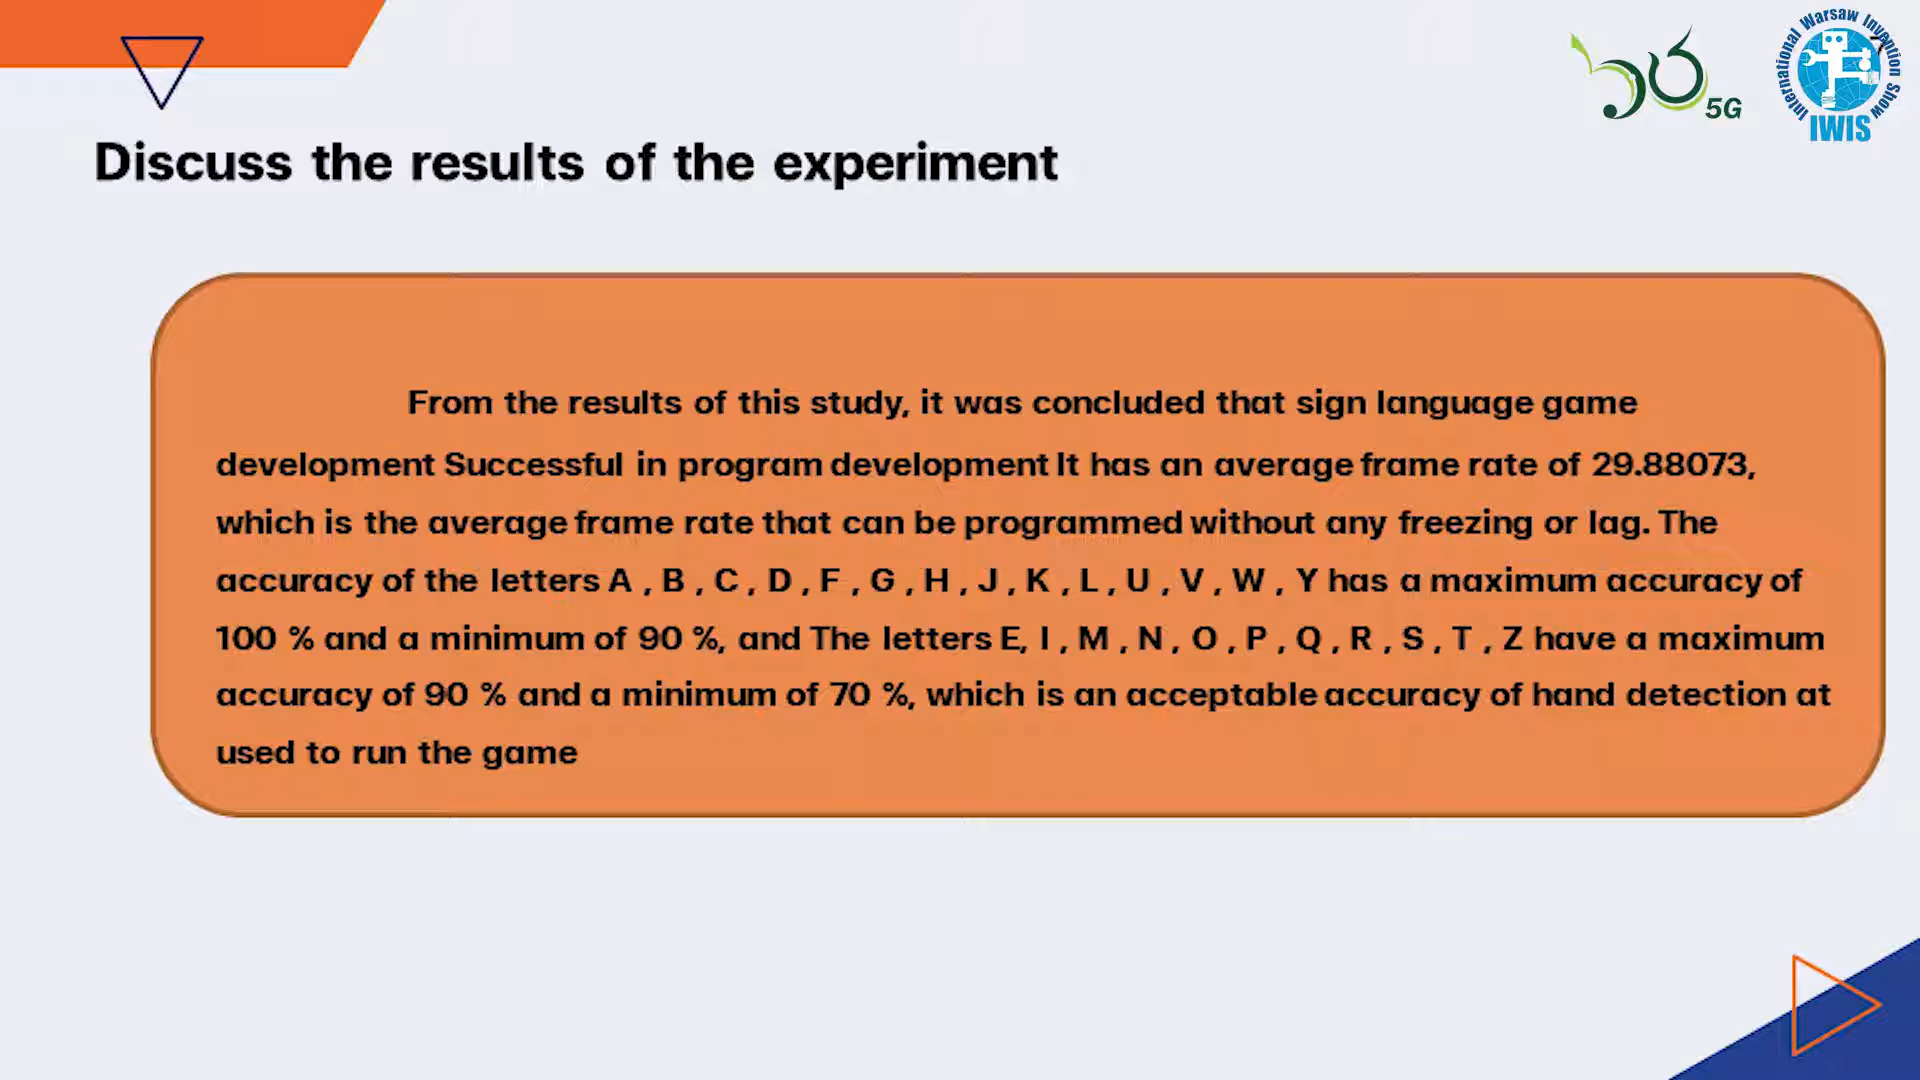 5G
International Warsaw Invention Show
IWIS
Discuss the results of the experiment
From the results of this study, it was concluded that sign language game
development Successful in program development It has an average frame rate of 29.88073,
which is the average frame rate that can be programmed without any freezing or lag. The
accuracy of the letters A , B , C , D , F , G , H , J , K , L , U , V , W , Y has a maximum accuracy of
100 % and a minimum of 90 %, and The letters E, I , M , N , O , P , Q , R , S , T , Z have a maximum
accuracy of 90 % and a minimum of 70 %, which is an acceptable accuracy of hand detection at
used to run the game